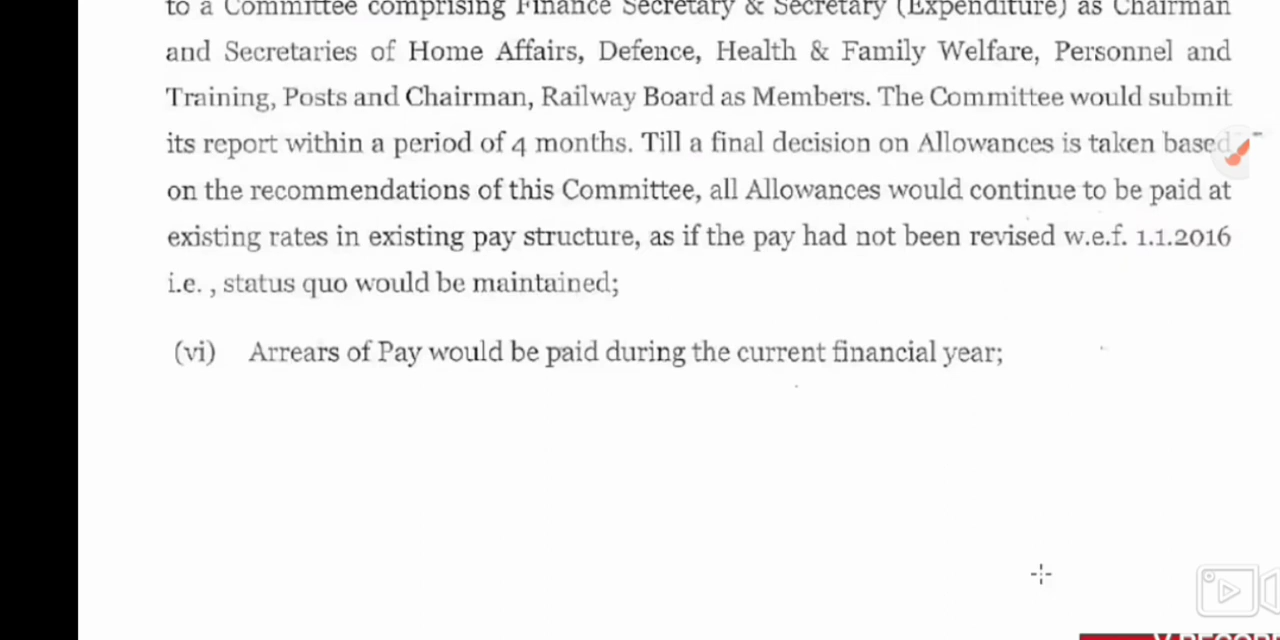 to a Committee comprising Finance Secretary & Secretary (Expenditure) as Chairman
and Secretaries of Home Affairs, Defence, Health & Family Welfare, Personnel and
Training, Posts and Chairman, Railway Board as Members. The Committee would submit
its report within a period of 4 months. Till a final decision on Allowances is taken based
on the recommendations of this Committee, all Allowances would continue to be paid at
existing rates in existing pay structure, as if the pay had not been revised w.e.f. 1.1.2016
i.e. , status quo would be maintained;
(vi) Arrears of Pay would be paid during the current financial year;